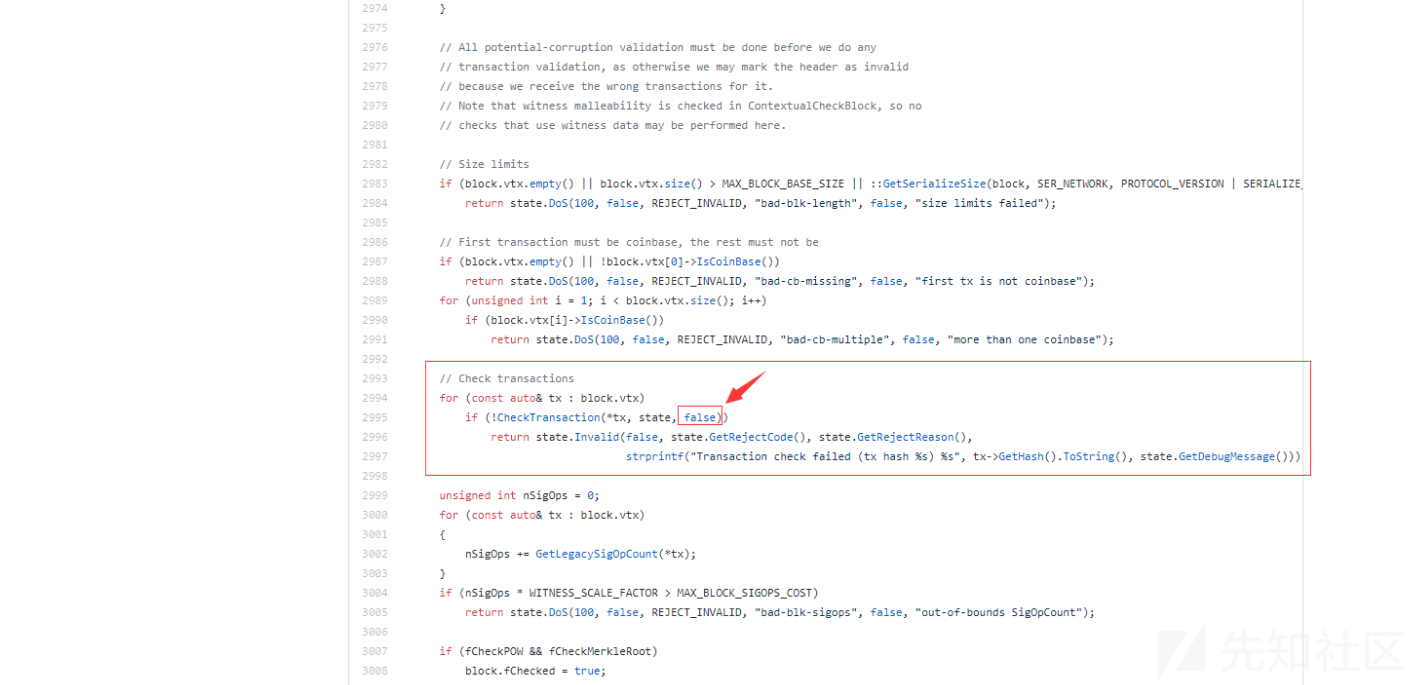 2974 }
2975
2976 // All potential-corruption validation must be done before we do any
2977 // transaction validation, as otherwise we may mark the header as invalid
2978 // because we receive the wrong transactions for it.
2979 // Note that witness malleability is checked in ContextualCheckBlock, so no
2980 // checks that use witness data may be performed here.
2981
2982 // Size limits
2983 if (block.vtx.empty() || block.vtx.size() > MAX_BLOCK_BASE_SIZE || ::GetSerializeSize(block, SER_NETWORK, PROTOCOL_VERSION | SERIALIZE_
2984 return state.DoS(100, false, REJECT_INVALID, "bad-blk-length", false, "size limits failed");
2985
2986 // First transaction must be coinbase, the rest must not be
2987 if (block.vtx.empty() || !block.vtx[0]->IsCoinBase())
2988 return state.DoS(100, false, REJECT_INVALID, "bad-cb-missing", false, "first tx is not coinbase");
2989 for (unsigned int i = 1; i < block.vtx.size(); i++)
2990 if (block.vtx[i]->IsCoinBase())
2991 return state.DoS(100, false, REJECT_INVALID, "bad-cb-multiple", false, "more than one coinbase");
2992
2993 // Check transactions
2994 for (const auto& tx : block.vtx)
2995 if (!CheckTransaction(*tx, state, false))
2996 return state.Invalid(false, state.GetRejectCode(), state.GetRejectReason(),
2997 strprintf("Transaction check failed (tx hash %s) %s", tx->GetHash().ToString(), state.GetDebugMessage()))
2998
2999 unsigned int nSigOps = 0;
3000 for (const auto& tx : block.vtx)
3001 {
3002 nSigOps += GetLegacySigOpCount(*tx);
3003 }
3004 if (nSigOps * WITNESS_SCALE_FACTOR > MAX_BLOCK_SIGOPS_COST)
3005 return state.DoS(100, false, REJECT_INVALID, "bad-blk-sigops", false, "out-of-bounds SigOpCount");
3006
3007 if (fCheckPOW && fCheckMerkleRoot)
3008 block.fChecked = true;
先知社区